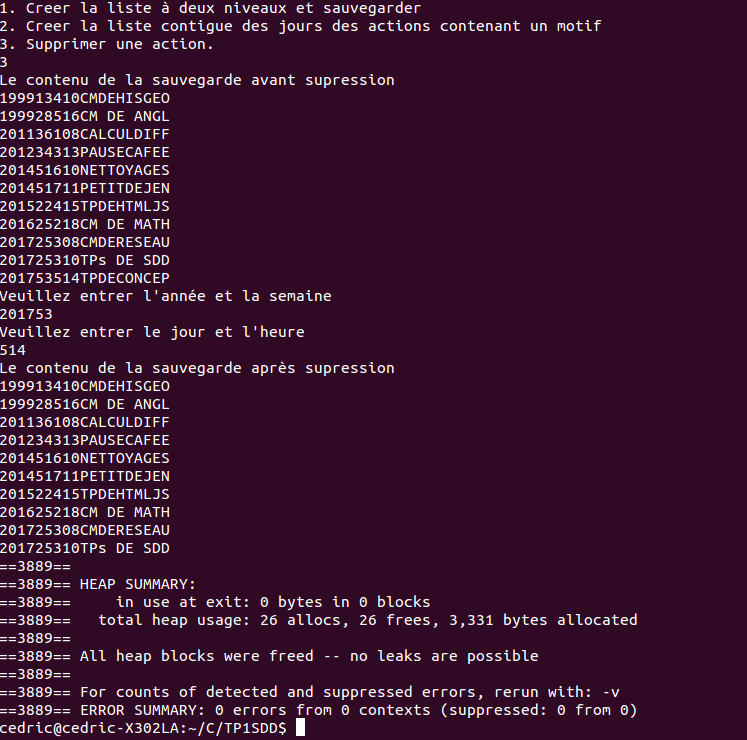 1. Creer la liste à deux niveaux et sauvegarder
2. Creer la liste contigue des jours des actions contenant un motif
3. Supprimer une action.
3
Le contenu de la sauvegarde avant supression
199913410CMDEHISGEO
199928516CM DE ANGL
201136108CALCULDIFF
201234313PAUSECAFEE
201451610NETTOYAGES
201451711PETITDEJEN
201522415TPDEHTMLJS
201625218CM DE MATH
201725308CMDERESEAU
201725310TPs DE SDD
201753514TPDECONCEP
Veuillez entrer l'année et la semaine
201753
Veuillez entrer le jour et l'heure
514
Le contenu de la sauvegarde après supression
199913410CMDEHISGEO
199928516CM DE ANGL
201136108CALCULDIFF
201234313PAUSECAFEE
201451610NETTOYAGES
201451711PETITDEJEN
201522415TPDEHTMLJS
201625218CM DE MATH
201725308CMDERESEAU
201725310TPs DE SDD
==3889==
==3889== HEAP SUMMARY:
==3889==     in use at exit: 0 bytes in 0 blocks
==3889==   total heap usage: 26 allocs, 26 frees, 3,331 bytes allocated
==3889==
==3889== All heap blocks were freed -- no leaks are possible
==3889==
==3889== For counts of detected and suppressed errors, rerun with: -v
==3889== ERROR SUMMARY: 0 errors from 0 contexts (suppressed: 0 from 0)
cedric@cedric-X302LA:~/C/TP1SDD$